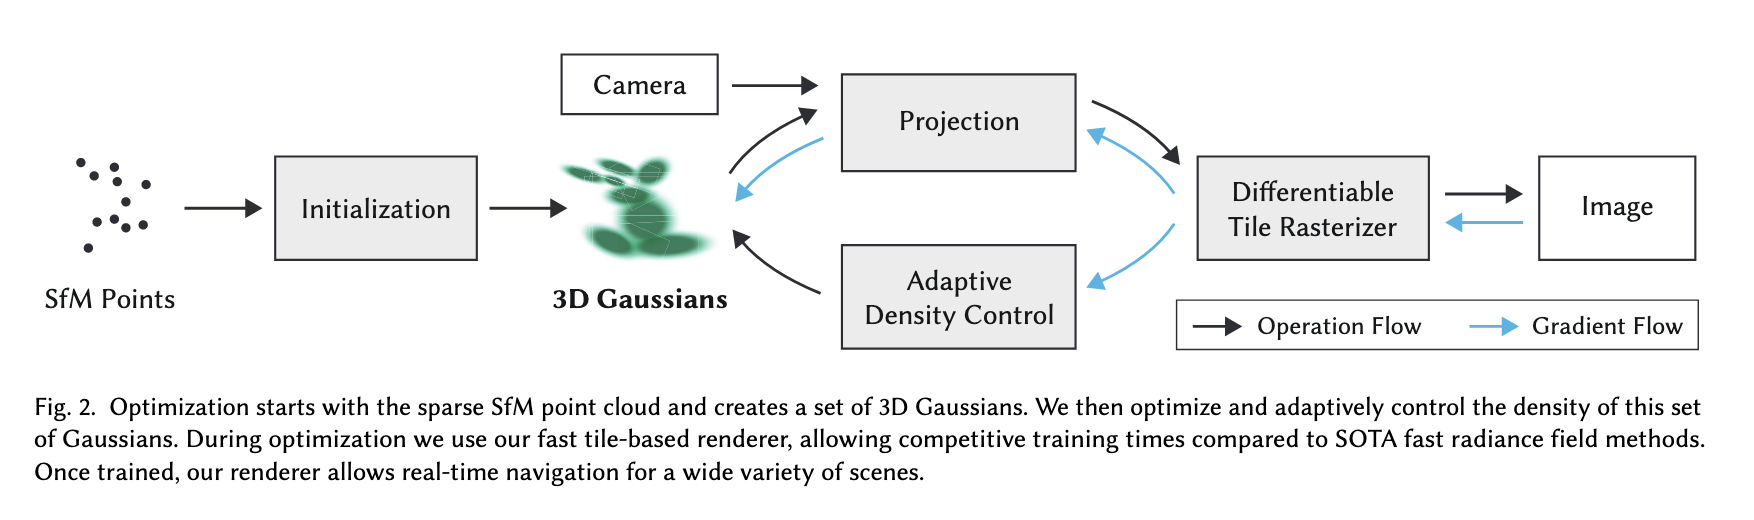 Camera
Projection
Initialization
Differentiable
Tile Rasterizer
Image
SfM Points
3D Gaussians
Adaptive
Density Control
Operation Flow
Gradient Flow
Fig. 2. Optimization starts with the sparse SfM point cloud and creates a set of 3D Gaussians. We then optimize and adaptively control the density of this set
of Gaussians. During optimization we use our fast tile-based renderer, allowing competitive training times compared to SOTA fast radiance field methods.
Once trained, our renderer allows real-time navigation for a wide variety of scenes.